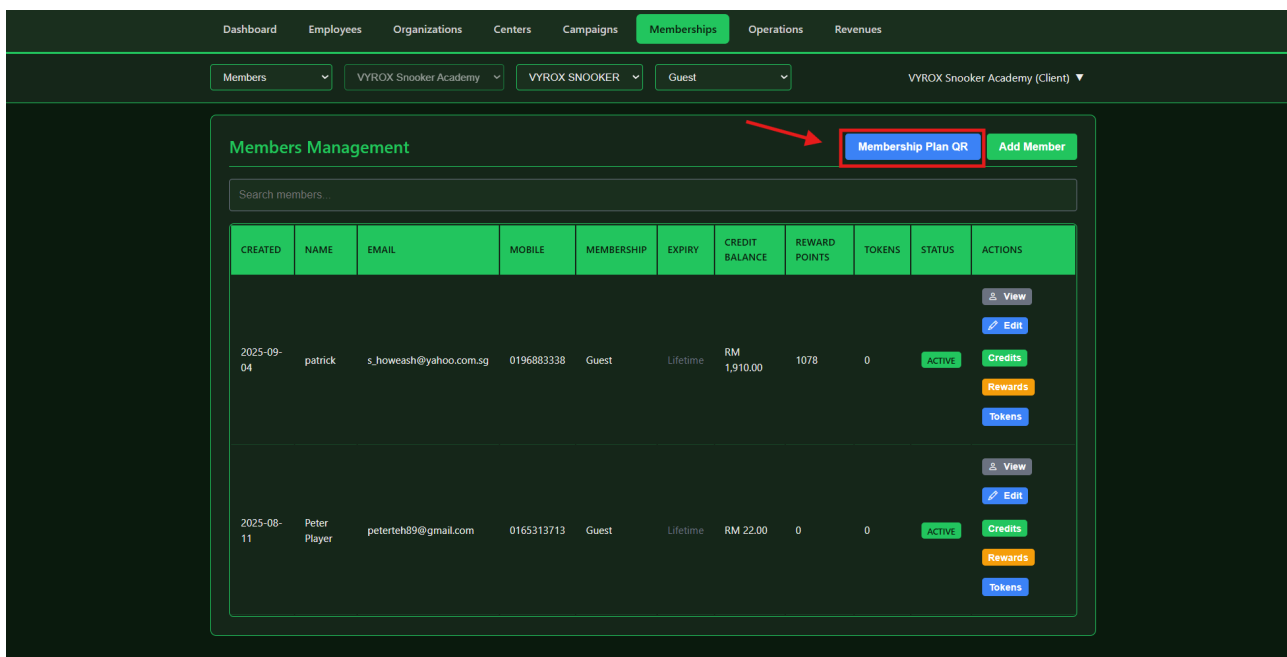 Dashboard Employees Organizations Centers Campaigns Memberships Operations Revenues
Members VYROX Snooker Academy VYROX SNOOKER Guest VYROX Snooker Academy (Client) ▼
Members Management Membership Plan QR Add Member
Search members...
CREATED NAME EMAIL MOBILE MEMBERSHIP EXPIRY CREDIT BALANCE REWARD POINTS TOKENS STATUS ACTIONS
2025-09-04 patrick s_howeash@yahoo.com.sg 0196883338 Guest Lifetime RM 1,910.00 1078 0 ACTIVE
View
Edit
Credits
Rewards
Tokens
2025-08-11 Peter Player peterteh89@gmail.com 0165313713 Guest Lifetime RM 22.00 0 0 ACTIVE
View
Edit
Credits
Rewards
Tokens